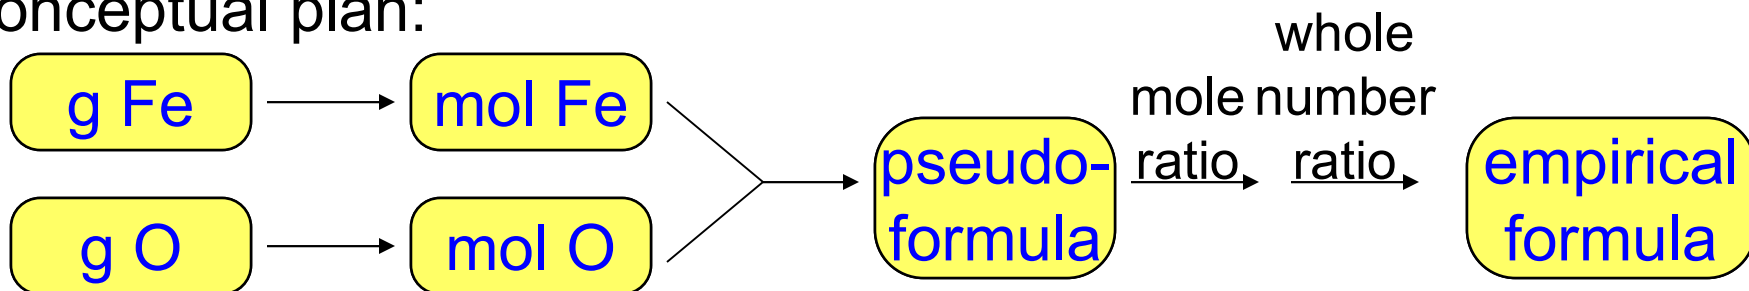 onceptual plan:
g Fe
mol Fe
g O
mol O
pseudo-
formula
mole
ratio
whole
number
ratio
empirical
formula